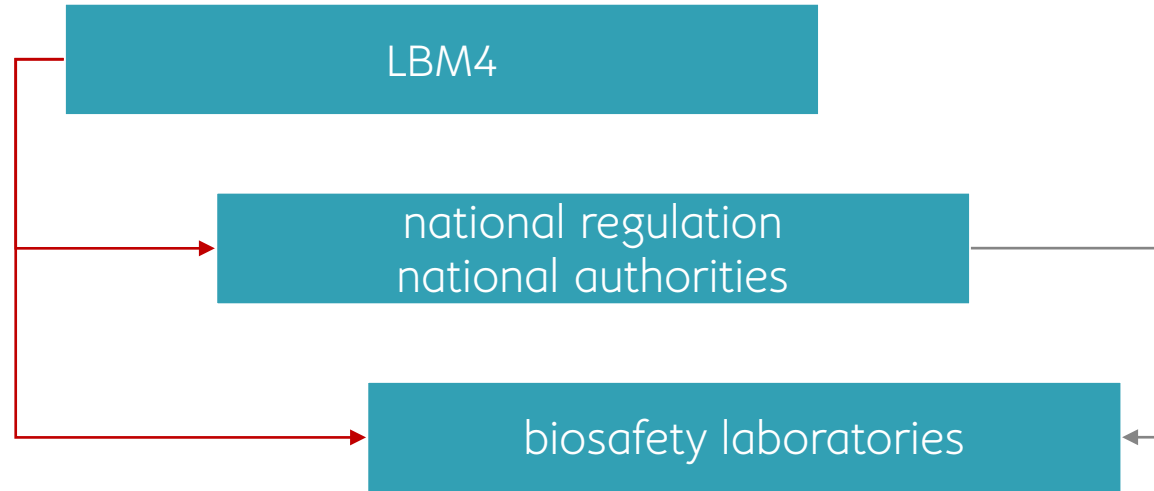 LBM4
national regulation
national authorities
biosafety laboratories